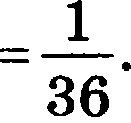 = 1/36.